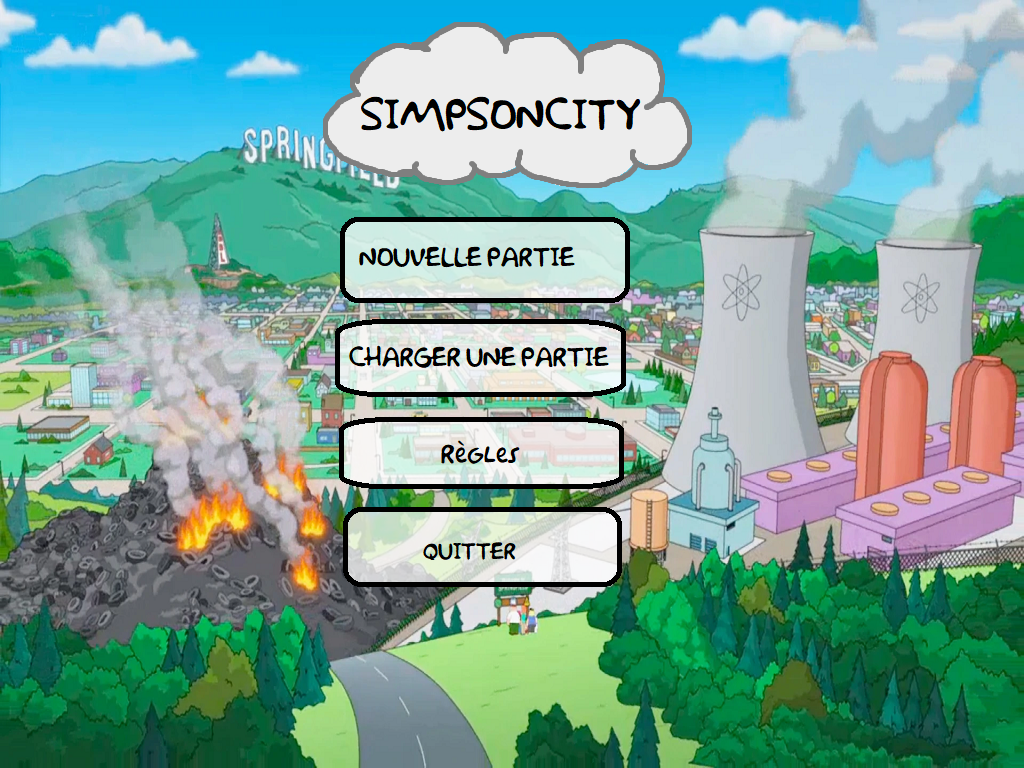 SIMPSONCITY
SPRINGFIELD
NOUVELLE PARTIE
CHARGER UNE PARTIE
RèGLeS
QUITTER